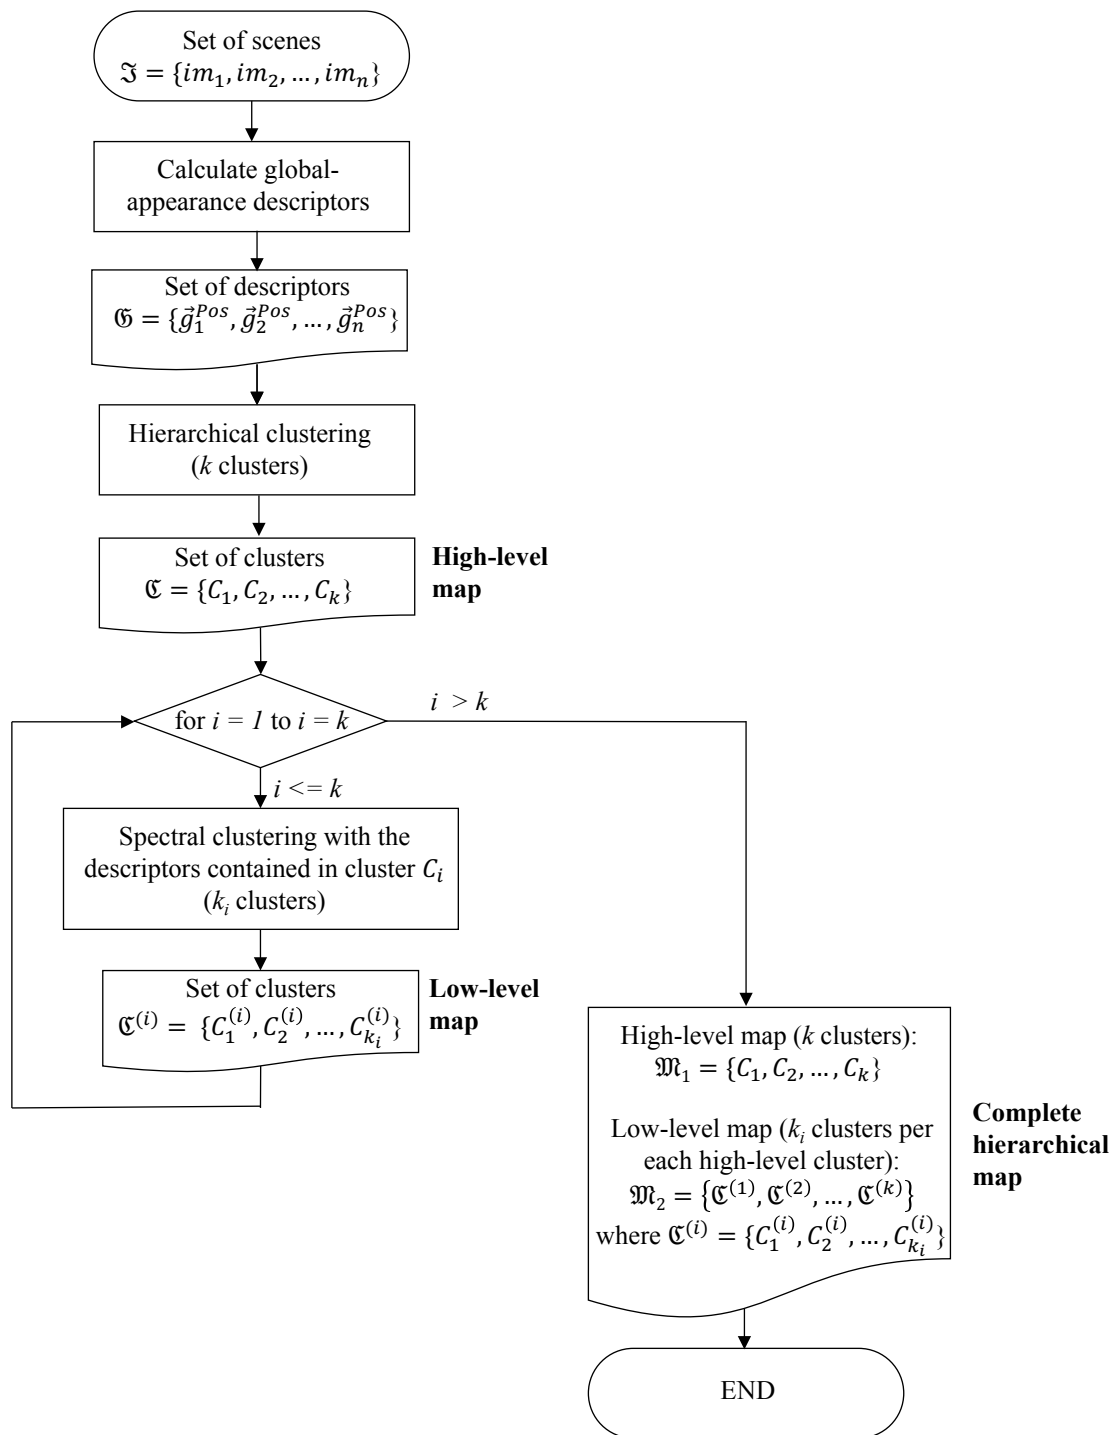 Set of scenes
ℑ = {im₁, im₂, … , imₙ}
Calculate global-
appearance descriptors
Set of descriptors
𝔊 = {g⃗₁^Pos, g⃗₂^Pos, … , g⃗ₙ^Pos}
Hierarchical clustering
(k clusters)
Set of clusters
ℭ = {C₁, C₂, … , Cₖ}
High-level
map
for i = 1 to i = k
i > k
i <= k
Spectral clustering with the
descriptors contained in cluster Cᵢ
(kᵢ clusters)
Set of clusters
ℭ^(i) = {C₁^(i), C₂^(i), … , C_{kᵢ}^(i)}
Low-level
map
High-level map (k clusters):
𝔐₁ = {C₁, C₂, … , Cₖ}
Low-level map (kᵢ clusters per
each high-level cluster):
𝔐₂ = {ℭ^(1), ℭ^(2), … , ℭ^(k)}
where ℭ^(i) = {C₁^(i), C₂^(i), … , C_{kᵢ}^(i)}
Complete
hierarchical
map
END